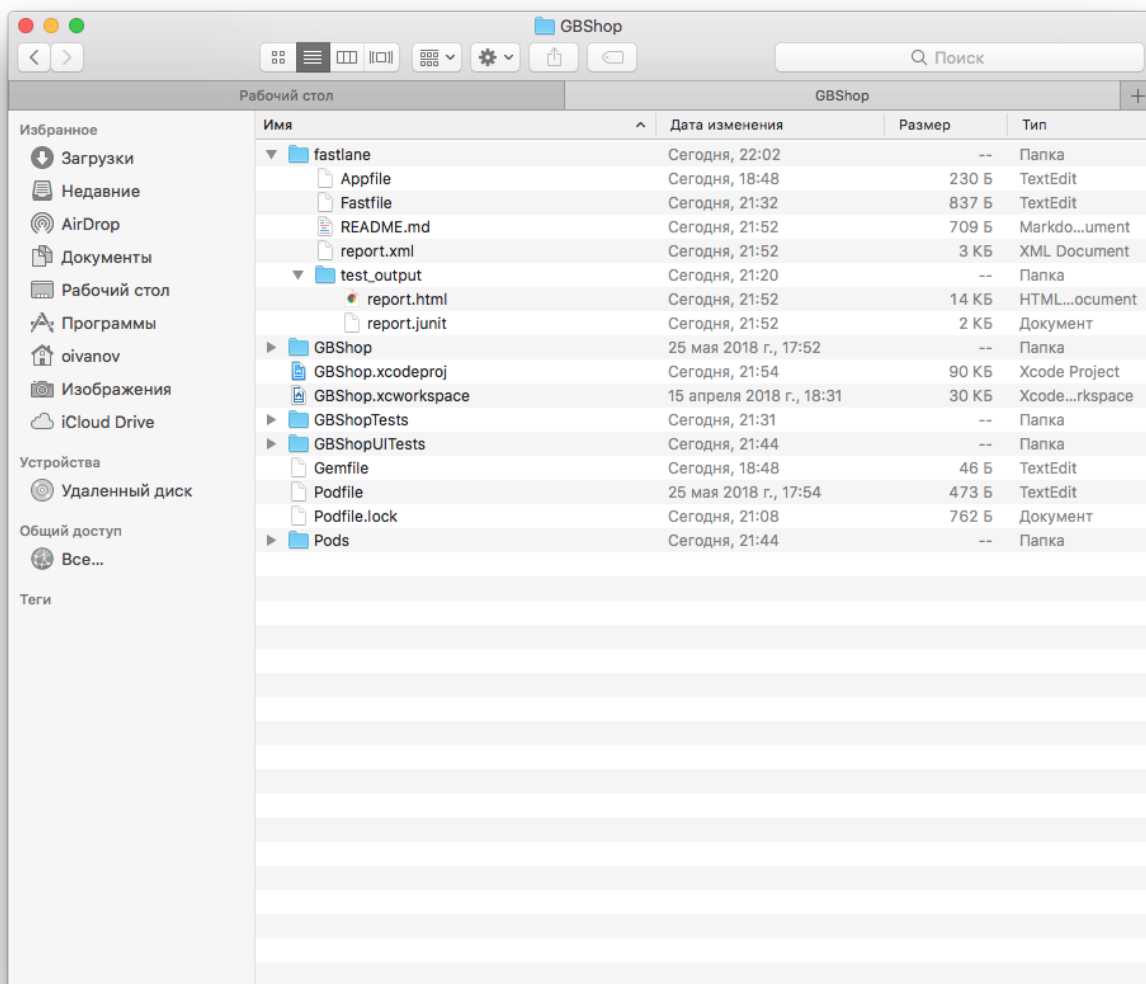 GBShop
Поиск
Рабочий стол GBShop +
Избранное
Загрузки
Недавние
AirDrop
Документы
Рабочий стол
Программы
oivanov
Изображения
iCloud Drive
Устройства
Удаленный диск
Общий доступ
Все...
Теги
Имя Дата изменения Размер Тип
fastlane Сегодня, 22:02 -- Папка
Appfile Сегодня, 18:48 230 Б TextEdit
Fastfile Сегодня, 21:32 837 Б TextEdit
README.md Сегодня, 21:52 709 Б Markdo...ument
report.xml Сегодня, 21:52 3 КБ XML Document
test_output Сегодня, 21:20 -- Папка
report.html Сегодня, 21:52 14 КБ HTML...ocument
report.junit Сегодня, 21:52 2 КБ Документ
GBShop 25 мая 2018 г., 17:52 -- Папка
GBShop.xcodeproj Сегодня, 21:54 90 КБ Xcode Project
GBShop.xcworkspace 15 апреля 2018 г., 18:31 30 КБ Xcode...rkspace
GBShopTests Сегодня, 21:31 -- Папка
GBShopUITests Сегодня, 21:44 -- Папка
Gemfile Сегодня, 18:48 46 Б TextEdit
Podfile 25 мая 2018 г., 17:54 473 Б TextEdit
Podfile.lock Сегодня, 21:08 762 Б Документ
Pods Сегодня, 21:44 -- Папка